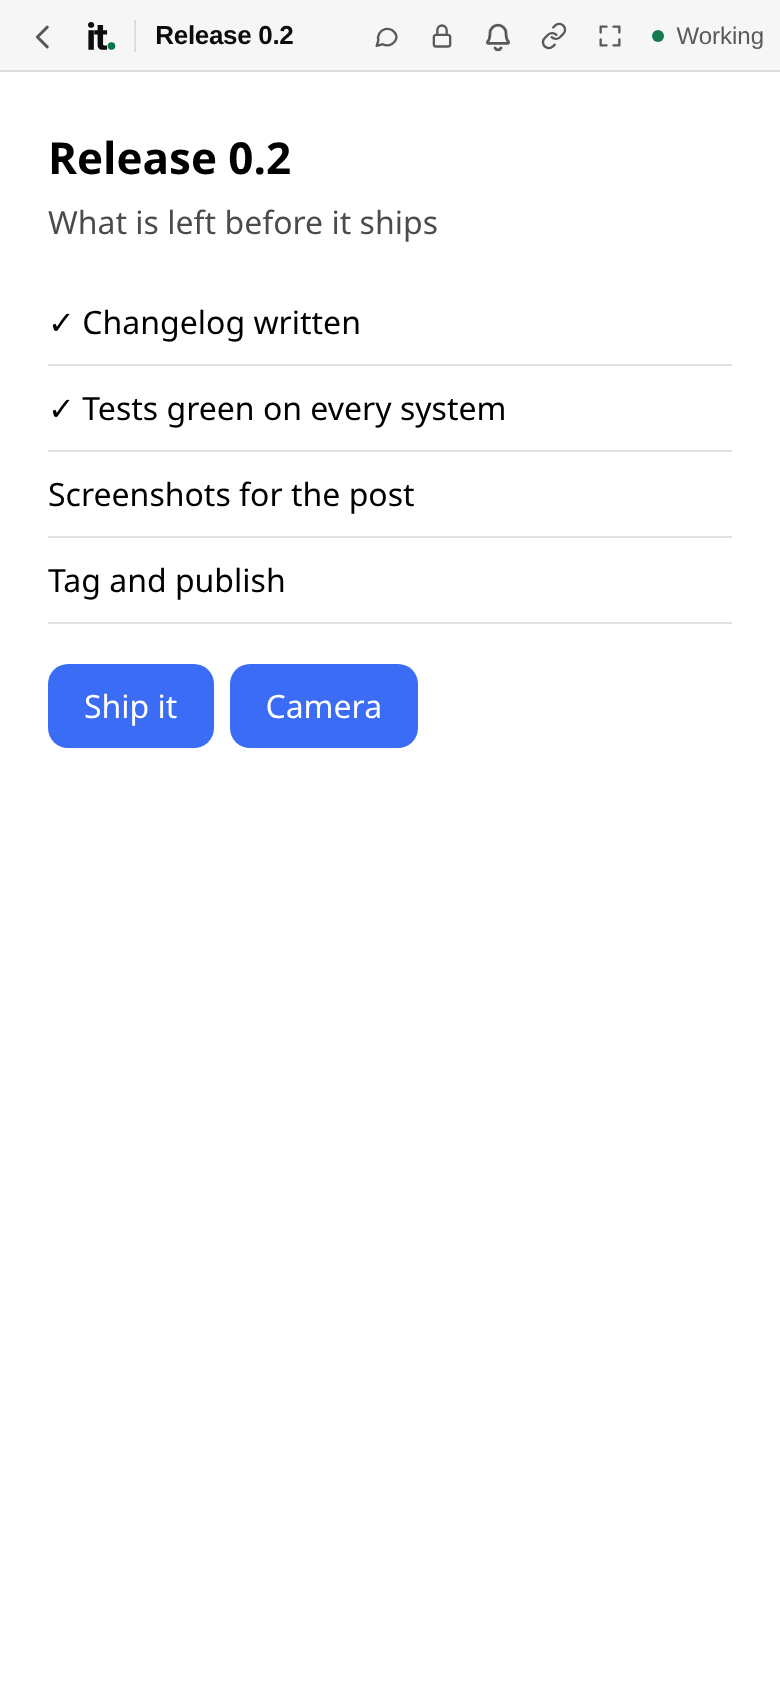 it. Release 0.2 Working
Release 0.2
What is left before it ships
✓ Changelog written
✓ Tests green on every system
Screenshots for the post
Tag and publish
Ship it Camera